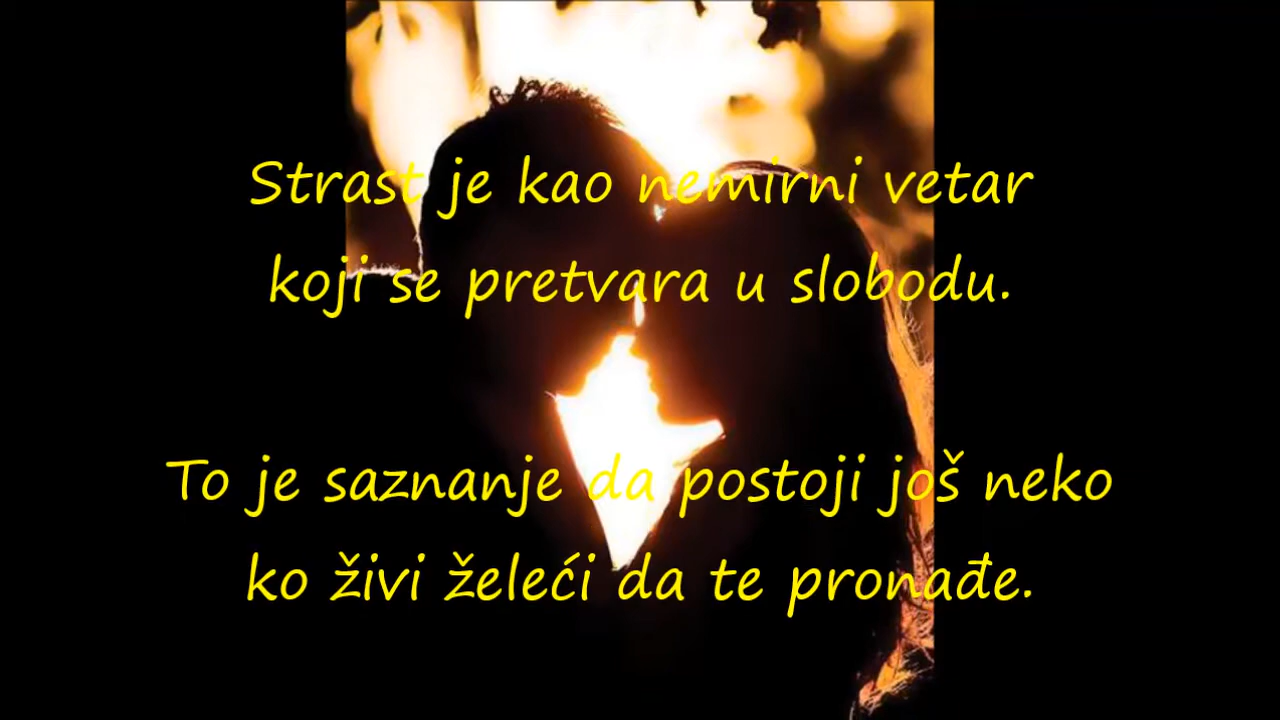 Strast je kao nemirni vetar
koji se pretvara u slobodu.
To je saznanje da postoji još neko
ko živi želeći da te pronađe.